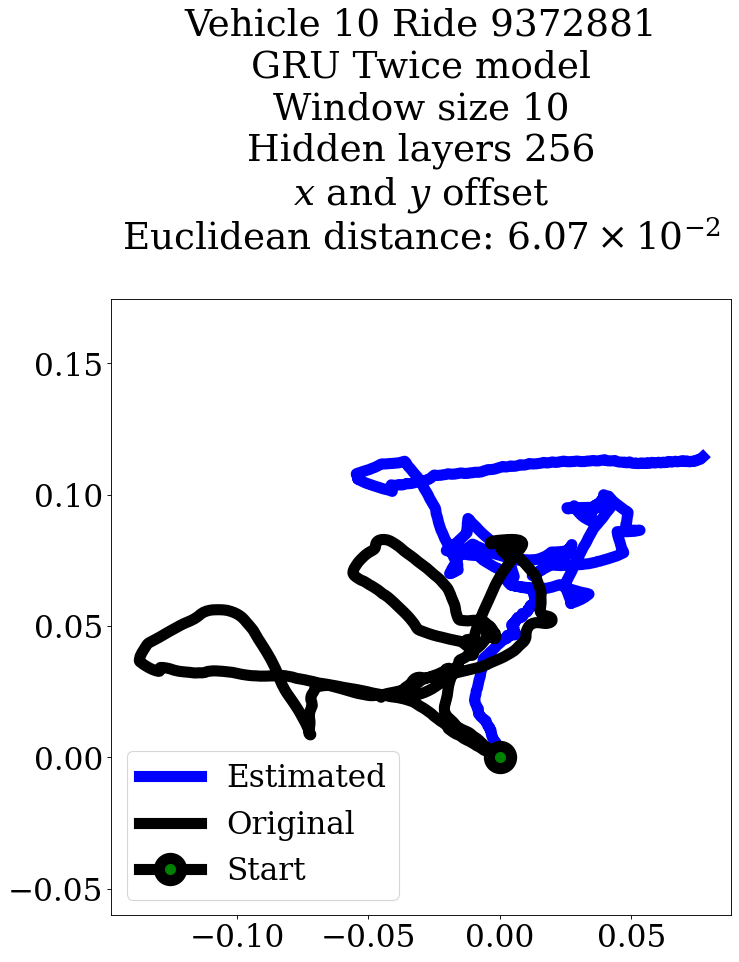 Vehicle 10 Ride 9372881
GRU Twice model
Window size 10
Hidden layers 256
x and y offset
Euclidean distance: 6.07 × 10⁻²
0.15
0.10
0.05
0.00
−0.05
Estimated
Original
Start
−0.10 −0.05 0.00 0.05